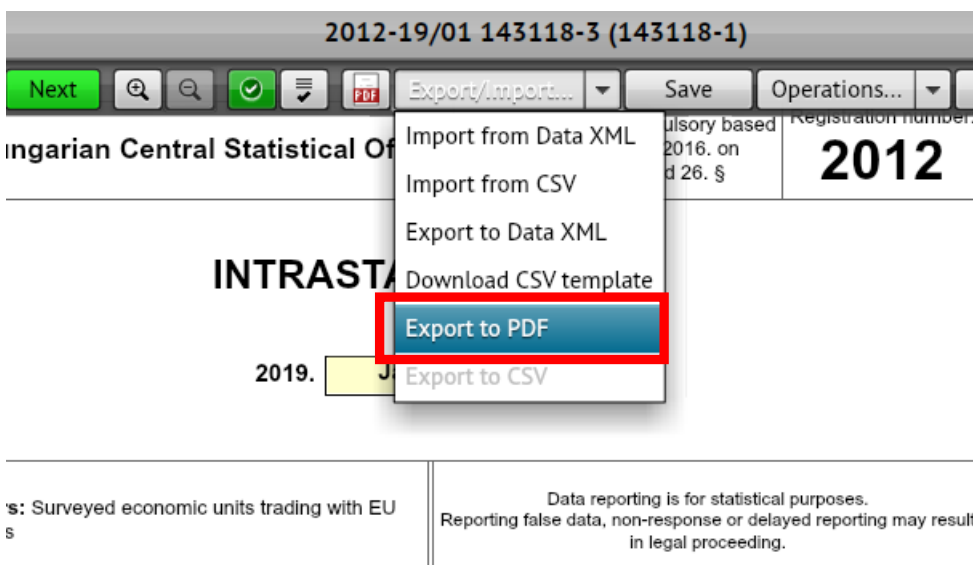 2012-19/01 143118-3 (143118-1)
Next PDF Export/Import... Save Operations...
Import from Data XML
Import from CSV
Export to Data XML
Download CSV template
Export to PDF
Export to CSV
ngarian Central Statistical Of
ulsory based
2016. on
d 26. §
Registration number:
2012
INTRASTA
2019. Ja
rs: Surveyed economic units trading with EU
s
Data reporting is for statistical purposes.
Reporting false data, non-response or delayed reporting may result
in legal proceeding.